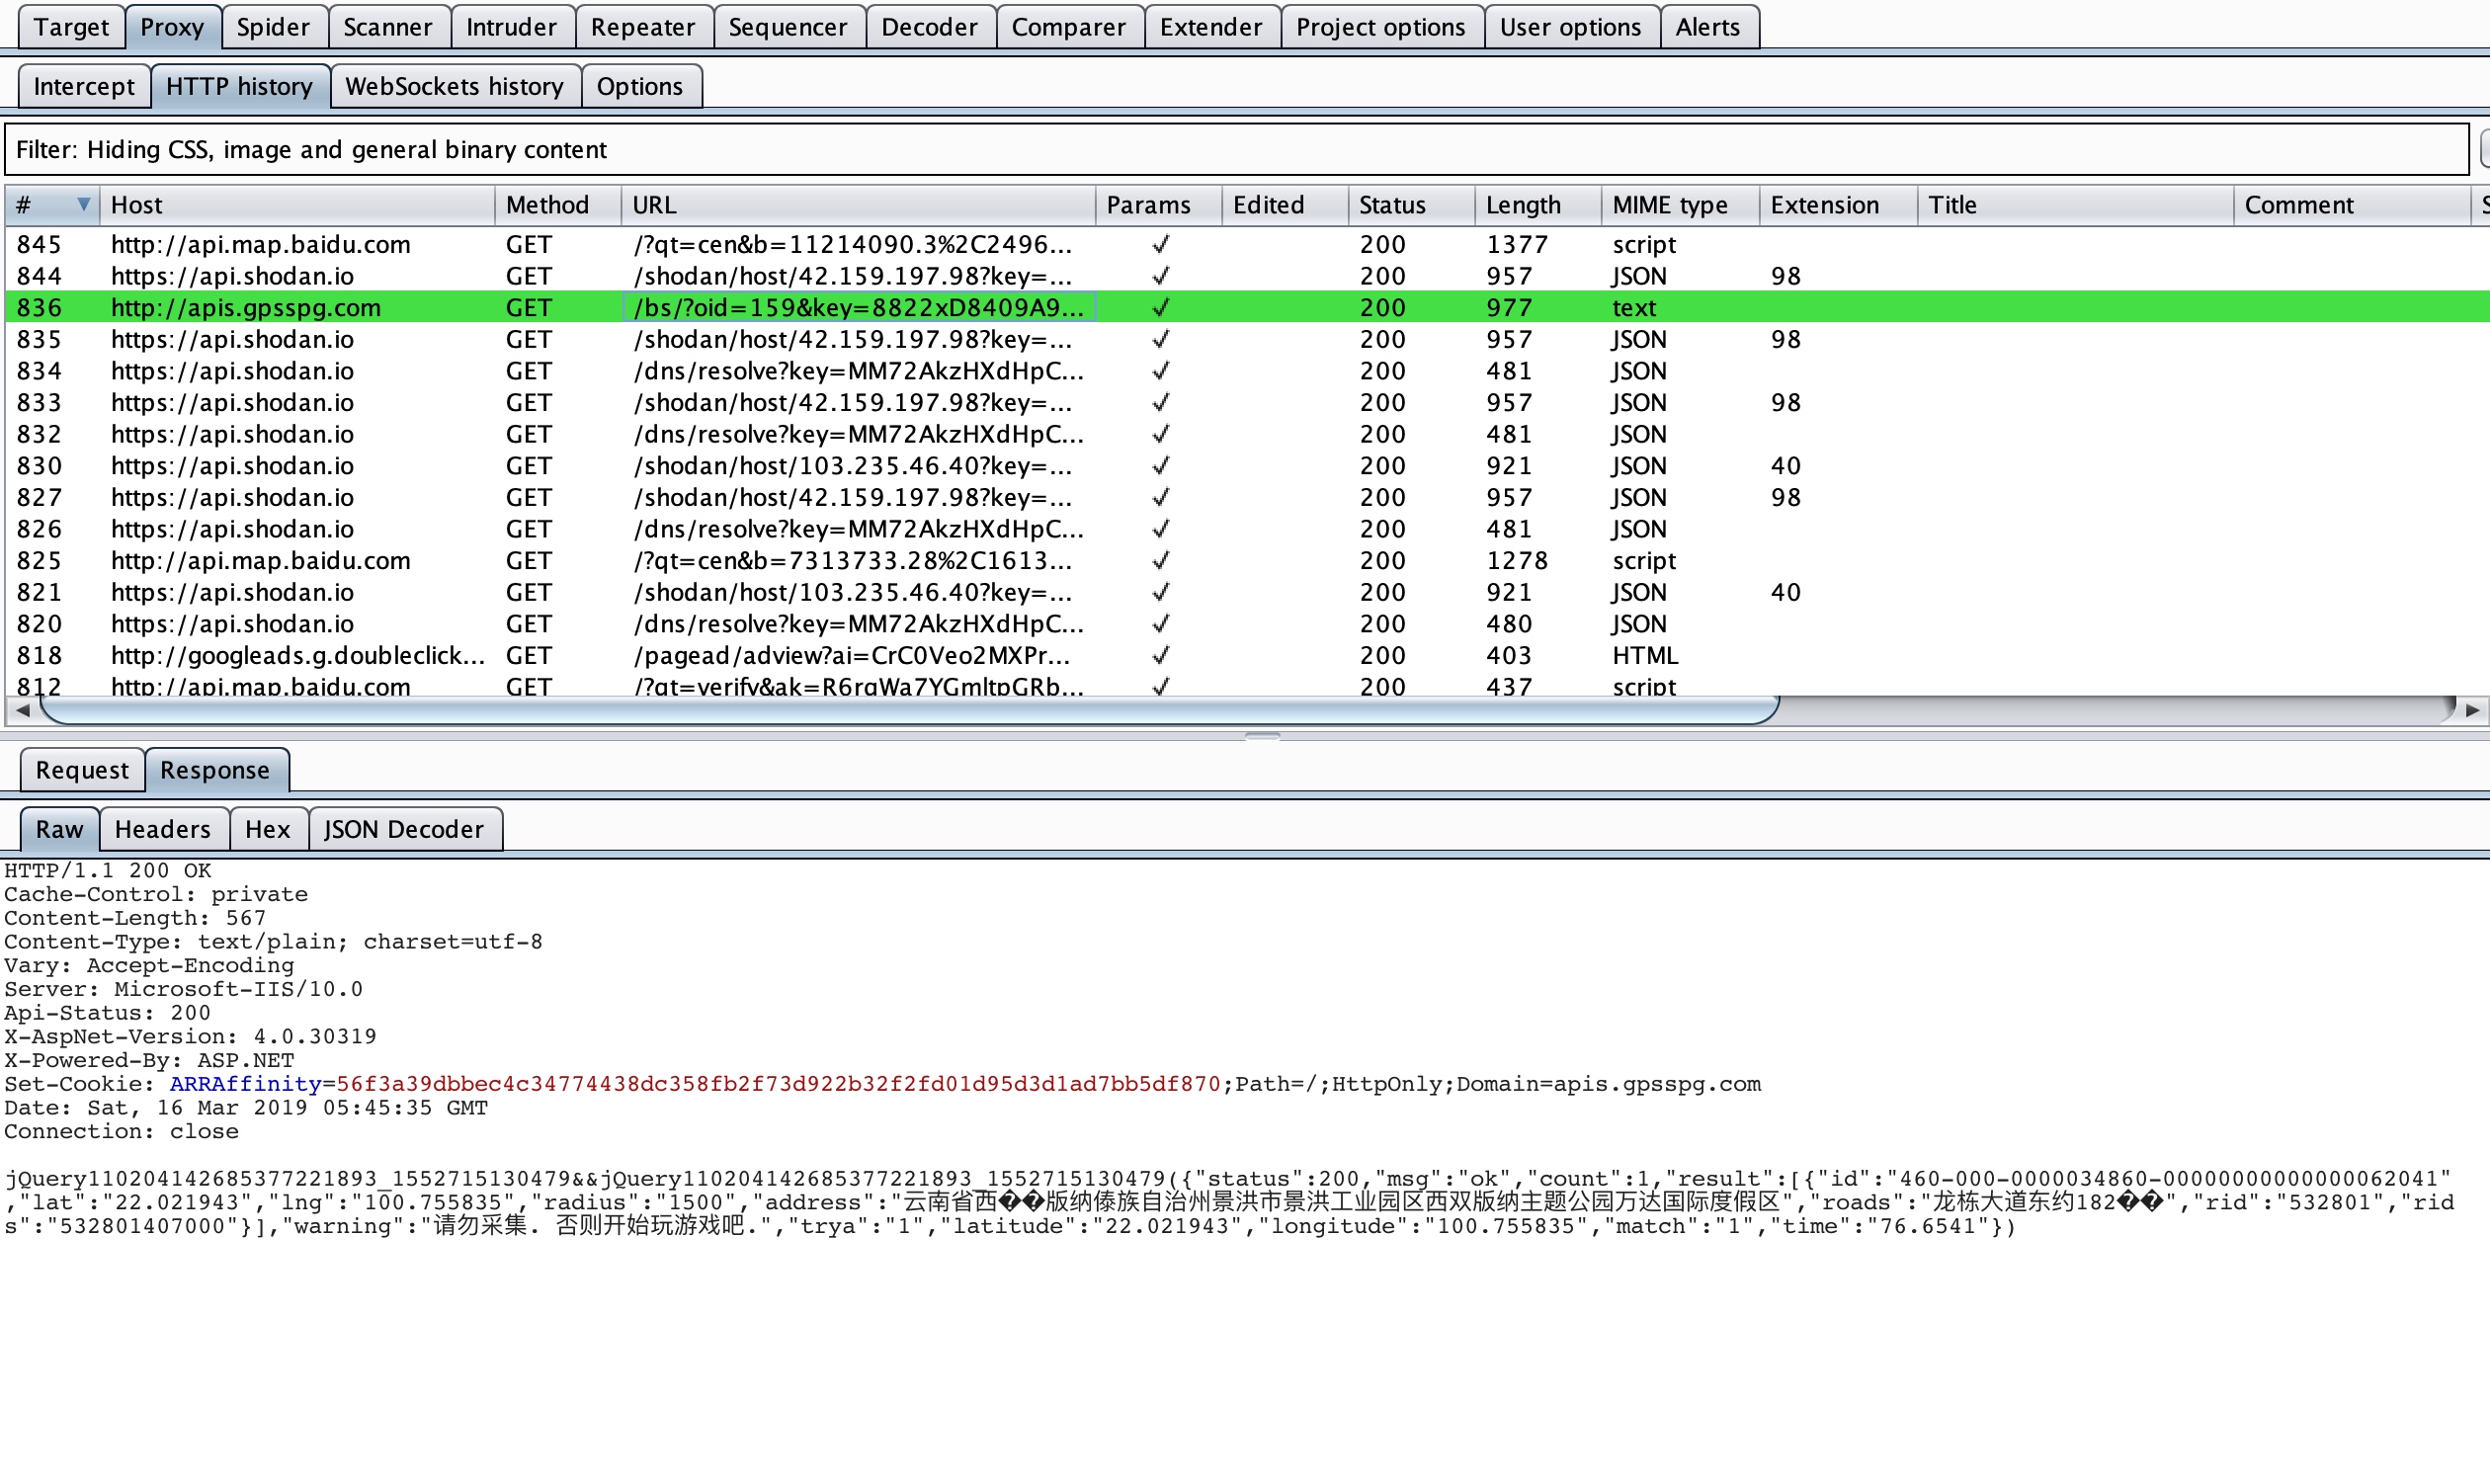 Target Proxy Spider Scanner Intruder Repeater Sequencer Decoder Comparer Extender Project options User options Alerts
Intercept HTTP history WebSockets history Options
Filter: Hiding CSS, image and general binary content
# Host Method URL Params Edited Status Length MIME type Extension Title Comment S
845 http://api.map.baidu.com GET /?qt=cen&b=11214090.3%2C2496... ✓ 200 1377 script
844 https://api.shodan.io GET /shodan/host/42.159.197.98?key=... ✓ 200 957 JSON 98
836 http://apis.gpsspg.com GET /bs/?oid=159&key=8822xD8409A9... ✓ 200 977 text
835 https://api.shodan.io GET /shodan/host/42.159.197.98?key=... ✓ 200 957 JSON 98
834 https://api.shodan.io GET /dns/resolve?key=MM72AkzHXdHpC... ✓ 200 481 JSON
833 https://api.shodan.io GET /shodan/host/42.159.197.98?key=... ✓ 200 957 JSON 98
832 https://api.shodan.io GET /dns/resolve?key=MM72AkzHXdHpC... ✓ 200 481 JSON
830 https://api.shodan.io GET /shodan/host/103.235.46.40?key=... ✓ 200 921 JSON 40
827 https://api.shodan.io GET /shodan/host/42.159.197.98?key=... ✓ 200 957 JSON 98
826 https://api.shodan.io GET /dns/resolve?key=MM72AkzHXdHpC... ✓ 200 481 JSON
825 http://api.map.baidu.com GET /?qt=cen&b=7313733.28%2C1613... ✓ 200 1278 script
821 https://api.shodan.io GET /shodan/host/103.235.46.40?key=... ✓ 200 921 JSON 40
820 https://api.shodan.io GET /dns/resolve?key=MM72AkzHXdHpC... ✓ 200 480 JSON
818 http://googleads.g.doubleclick... GET /pagead/adview?ai=CrC0Veo2MXPr... ✓ 200 403 HTML
812 http://api.map.baidu.com GET /?qt=verify&ak=R6rqWa7YGmltpGRb... ✓ 200 437 script
Request Response
Raw Headers Hex JSON Decoder
HTTP/1.1 200 OK
Cache-Control: private
Content-Length: 567
Content-Type: text/plain; charset=utf-8
Vary: Accept-Encoding
Server: Microsoft-IIS/10.0
Api-Status: 200
X-AspNet-Version: 4.0.30319
X-Powered-By: ASP.NET
Set-Cookie: ARRAffinity=56f3a39dbbec4c34774438dc358fb2f73d922b32f2fd01d95d3d1ad7bb5df870;Path=/;HttpOnly;Domain=apis.gpsspg.com
Date: Sat, 16 Mar 2019 05:45:35 GMT
Connection: close
jQuery110204142685377221893_1552715130479&&jQuery110204142685377221893_1552715130479({"status":200,"msg":"ok","count":1,"result":[{"id":"460-000-0000034860-00000000000000062041"
,"lat":"22.021943","lng":"100.755835","radius":"1500","address":"云南省西��版纳傣族自治州景洪市景洪工业园区西双版纳主题公园万达国际度假区","roads":"龙栋大道东约182��","rid":"532801","rid
s":"532801407000"}],"warning":"请勿采集. 否则开始玩游戏吧.","trya":"1","latitude":"22.021943","longitude":"100.755835","match":"1","time":"76.6541"})